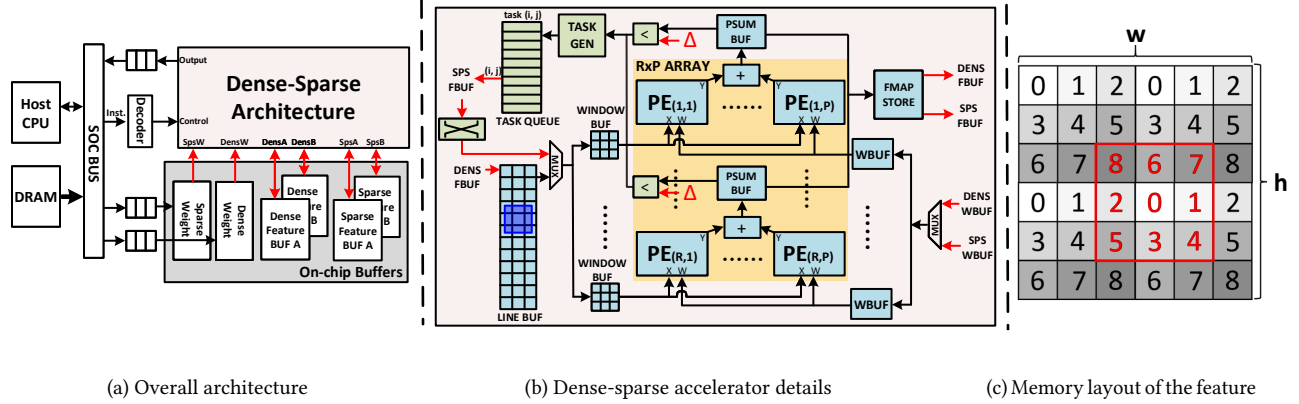 Host
CPU
DRAM
SOC BUS
Inst.
Decoder
Output
Control
Dense-Sparse
Architecture
SpsW
DensW
DensA
DensB
SpsA
SpsB
Sparse
Weight
Dense
Weight
Dense
Feature
BUF A
Dense
re
B
Sparse
Feature
BUF A
Sparse
re
B
On-chip Buffers
(a) Overall architecture
task (i, j)
TASK
GEN
<
Δ
PSUM
BUF
(i, j)
SPS
FBUF
TASK QUEUE
RxP ARRAY
+
PE(1,1)
Y
X
W
PE(1,P)
Y
X
W
FMAP
STORE
DENS
FBUF
SPS
FBUF
WINDOW
BUF
MUX
DENS
FBUF
WBUF
<
Δ
PSUM
BUF
+
PE(R,1)
Y
X
W
PE(R,P)
Y
X
W
WINDOW
BUF
LINE BUF
WBUF
MUX
DENS
WBUF
SPS
WBUF
(b) Dense-sparse accelerator details
w
h
0 1 2 0 1 2
3 4 5 3 4 5
6 7 8 6 7 8
0 1 2 0 1 2
3 4 5 3 4 5
6 7 8 6 7 8
(c) Memory layout of the feature